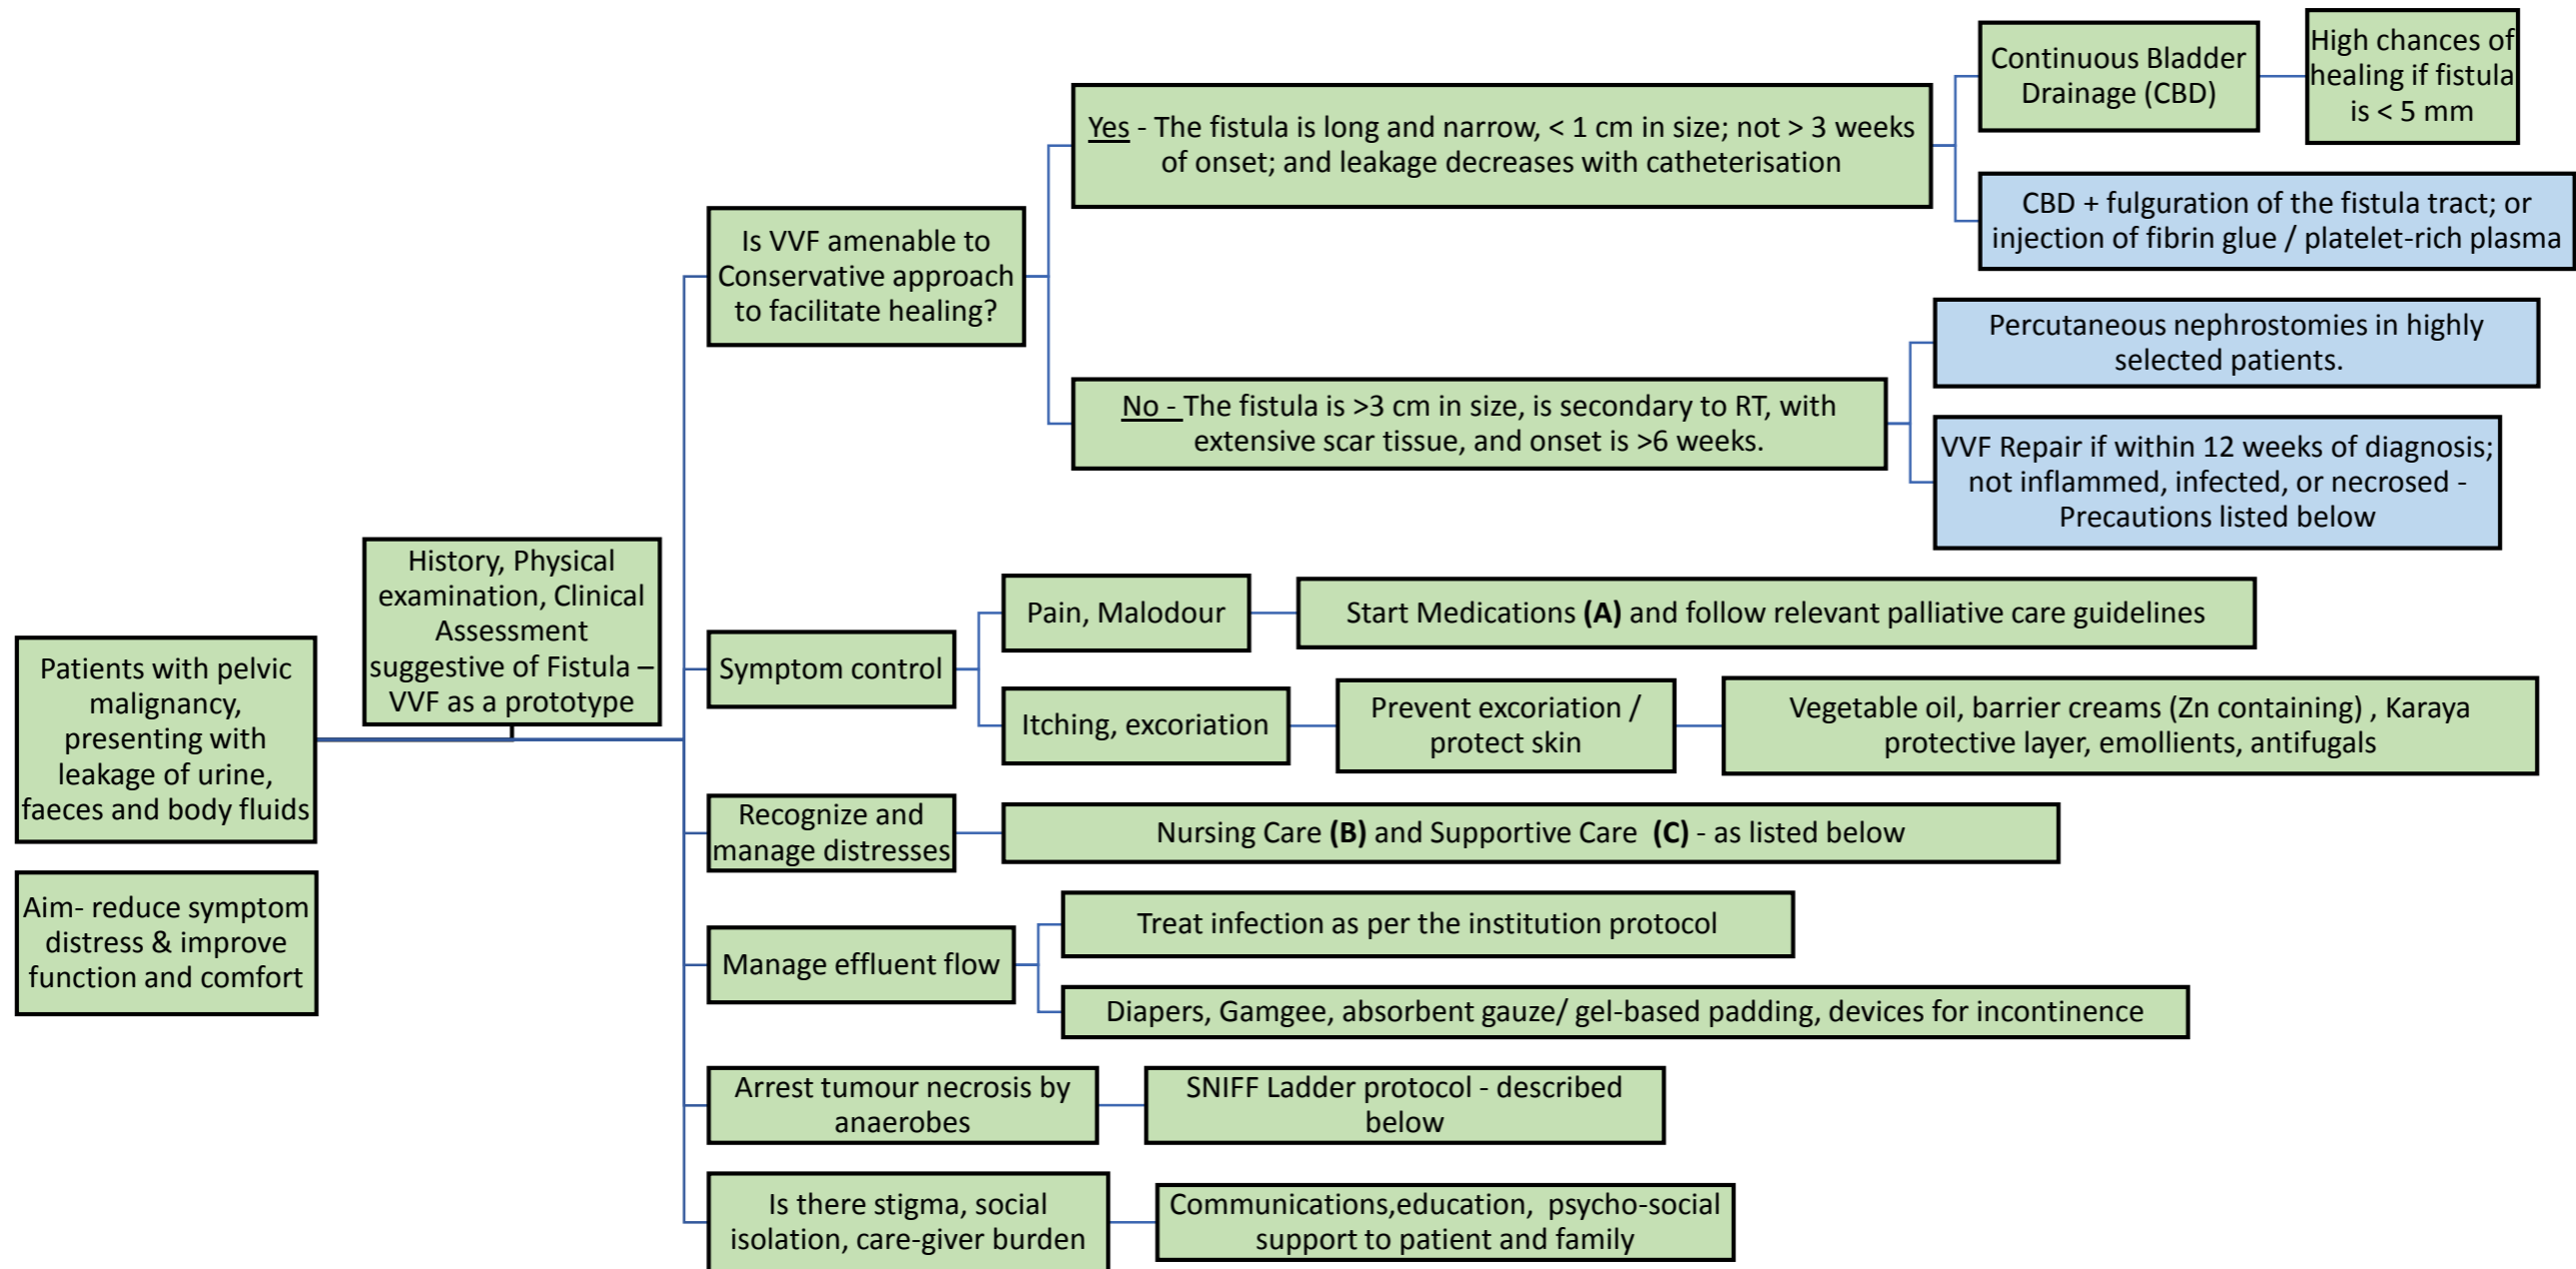 Patients with pelvic
malignancy,
presenting with
leakage of urine,
faeces and body fluids
Aim- reduce symptom
distress & improve
function and comfort
History, Physical
examination, Clinical
Assessment
suggestive of Fistula –
VVF as a prototype
Is VVF amenable to
Conservative approach
to facilitate healing?
Yes - The fistula is long and narrow, < 1 cm in size; not > 3 weeks
of onset; and leakage decreases with catheterisation
Continuous Bladder
Drainage (CBD)
High chances of
healing if fistula
is < 5 mm
CBD + fulguration of the fistula tract; or
injection of fibrin glue / platelet-rich plasma
No - The fistula is >3 cm in size, is secondary to RT, with
extensive scar tissue, and onset is >6 weeks.
Percutaneous nephrostomies in highly
selected patients.
VVF Repair if within 12 weeks of diagnosis;
not inflammed, infected, or necrosed -
Precautions listed below
Symptom control
Pain, Malodour
Start Medications (A) and follow relevant palliative care guidelines
Itching, excoriation
Prevent excoriation /
protect skin
Vegetable oil, barrier creams (Zn containing) , Karaya
protective layer, emollients, antifugals
Recognize and
manage distresses
Nursing Care (B) and Supportive Care (C) - as listed below
Manage effluent flow
Treat infection as per the institution protocol
Diapers, Gamgee, absorbent gauze/ gel-based padding, devices for incontinence
Arrest tumour necrosis by
anaerobes
SNIFF Ladder protocol - described
below
Is there stigma, social
isolation, care-giver burden
Communications,education, psycho-social
support to patient and family